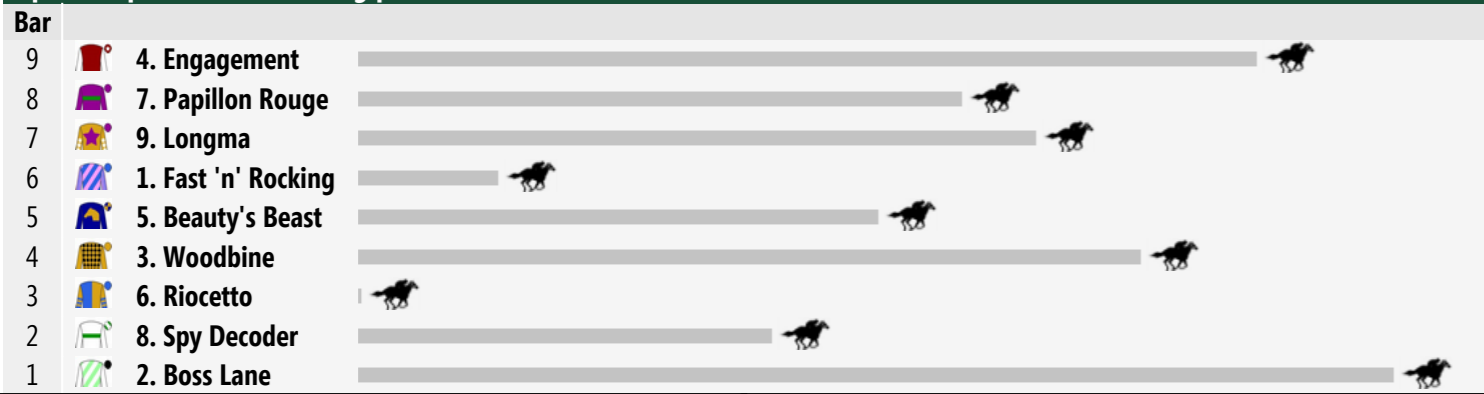 Bar
9 4. Engagement
8 7. Papillon Rouge
7 9. Longma
6 1. Fast 'n' Rocking
5 5. Beauty's Beast
4 3. Woodbine
3 6. Riocetto
2 8. Spy Decoder
1 2. Boss Lane